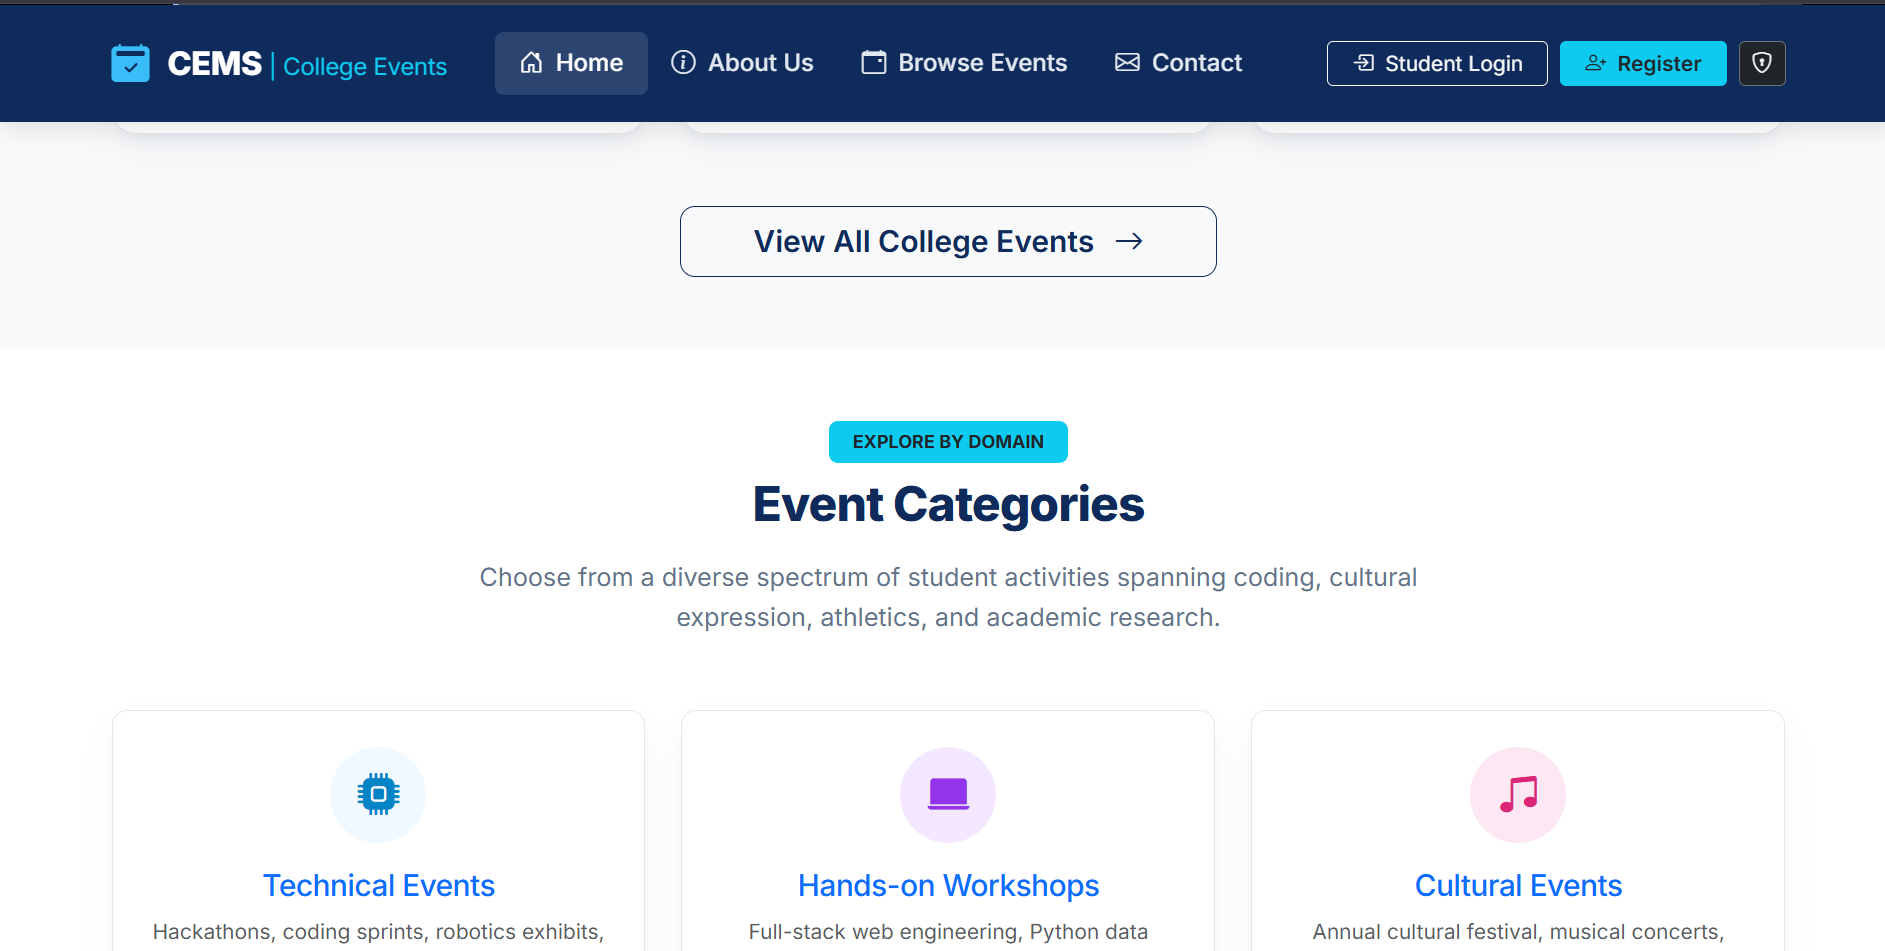 CEMS | College Events
Home
About Us
Browse Events
Contact
Student Login
Register
View All College Events →
EXPLORE BY DOMAIN
Event Categories
Choose from a diverse spectrum of student activities spanning coding, cultural
expression, athletics, and academic research.
Technical Events
Hackathons, coding sprints, robotics exhibits,
Hands-on Workshops
Full-stack web engineering, Python data
Cultural Events
Annual cultural festival, musical concerts,